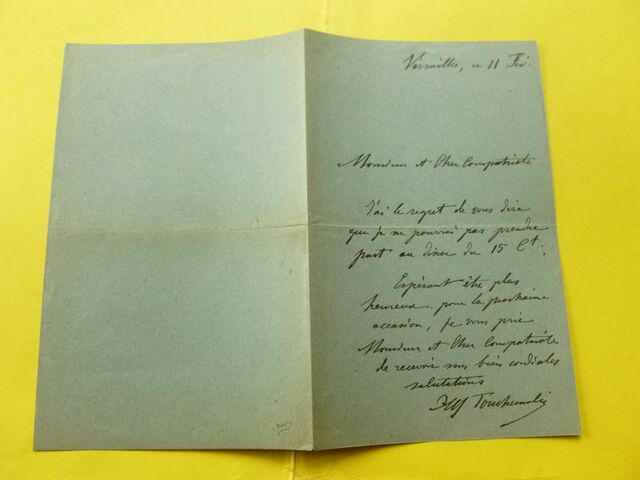 Versailles, ce 11 Fév.
Monsieur et Cher Compatriote.
J'ai le regret de vous dire
que je ne pourrai pas prendre
part au dîner du 15 Ct.
Espérant être plus
heureux pour la prochaine
occasion, je vous prie
Monsieur et Cher Compatriote
de recevoir mes bien cordiales
salutations
Touchemolin